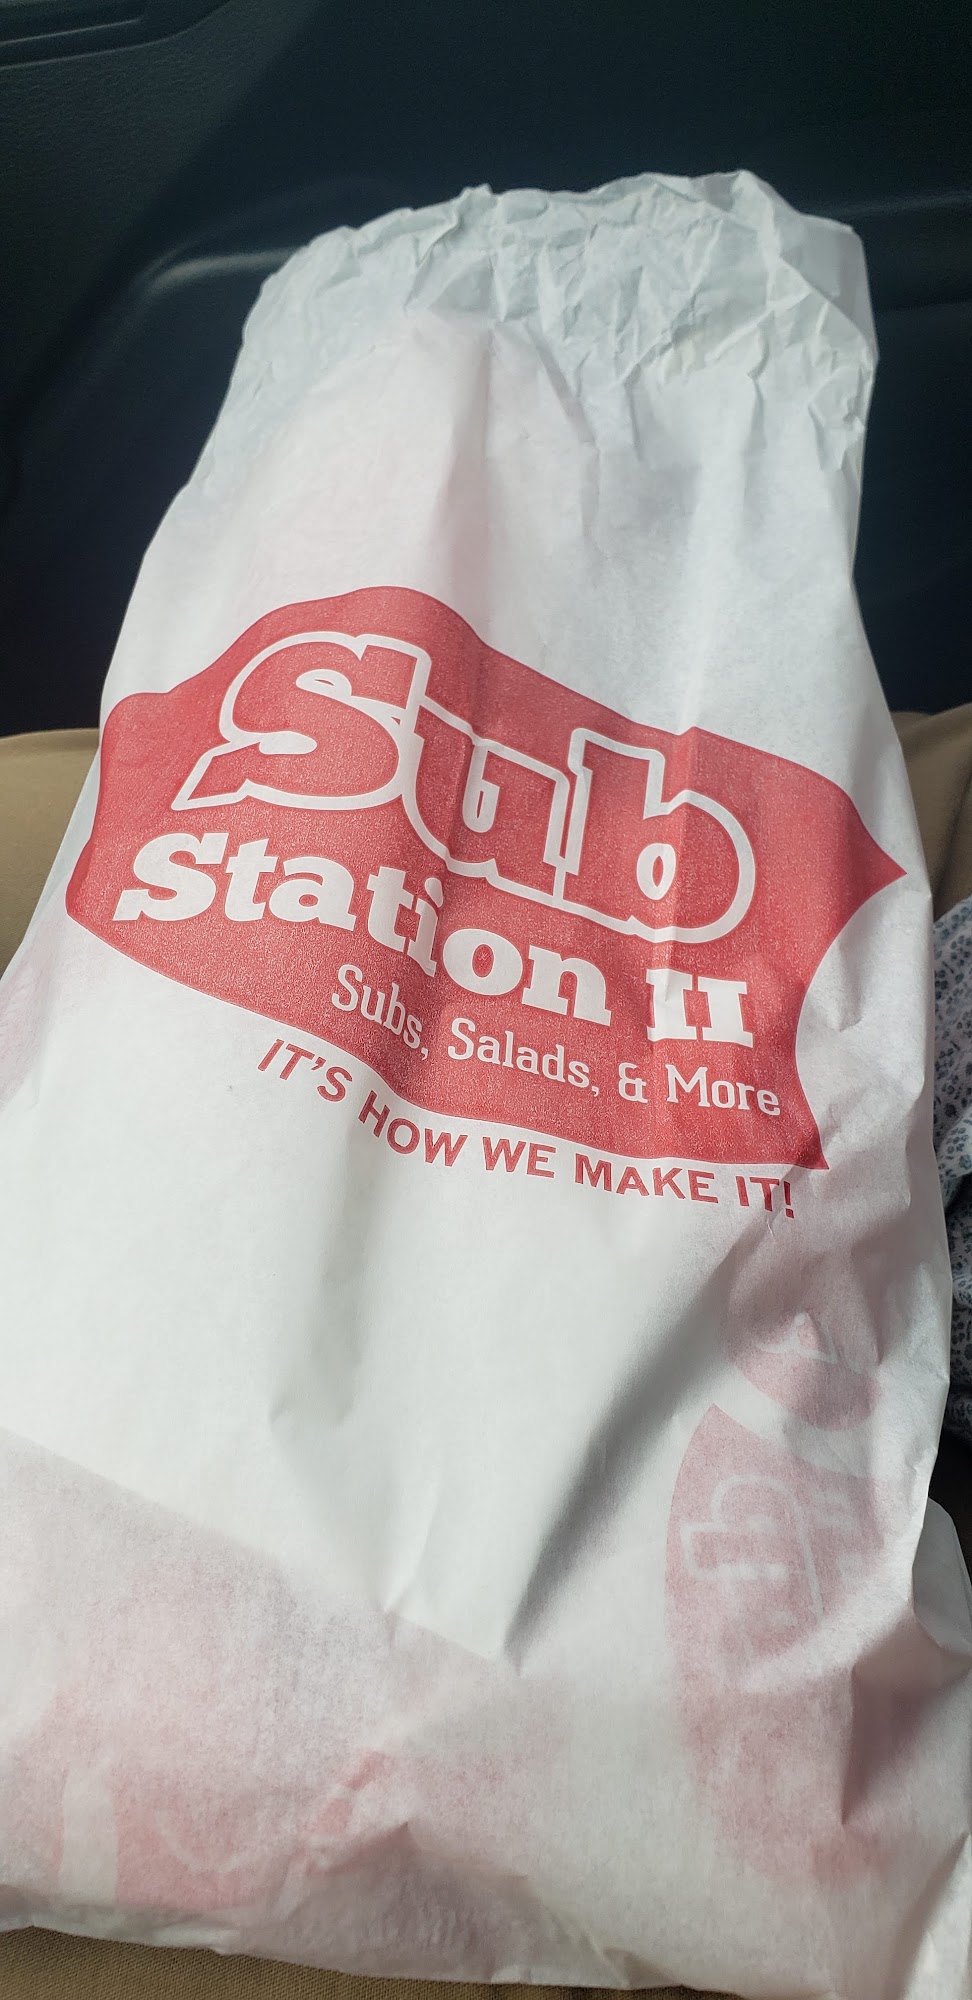 Sub
Station II
Subs, Salads, & More
IT'S HOW WE MAKE IT!